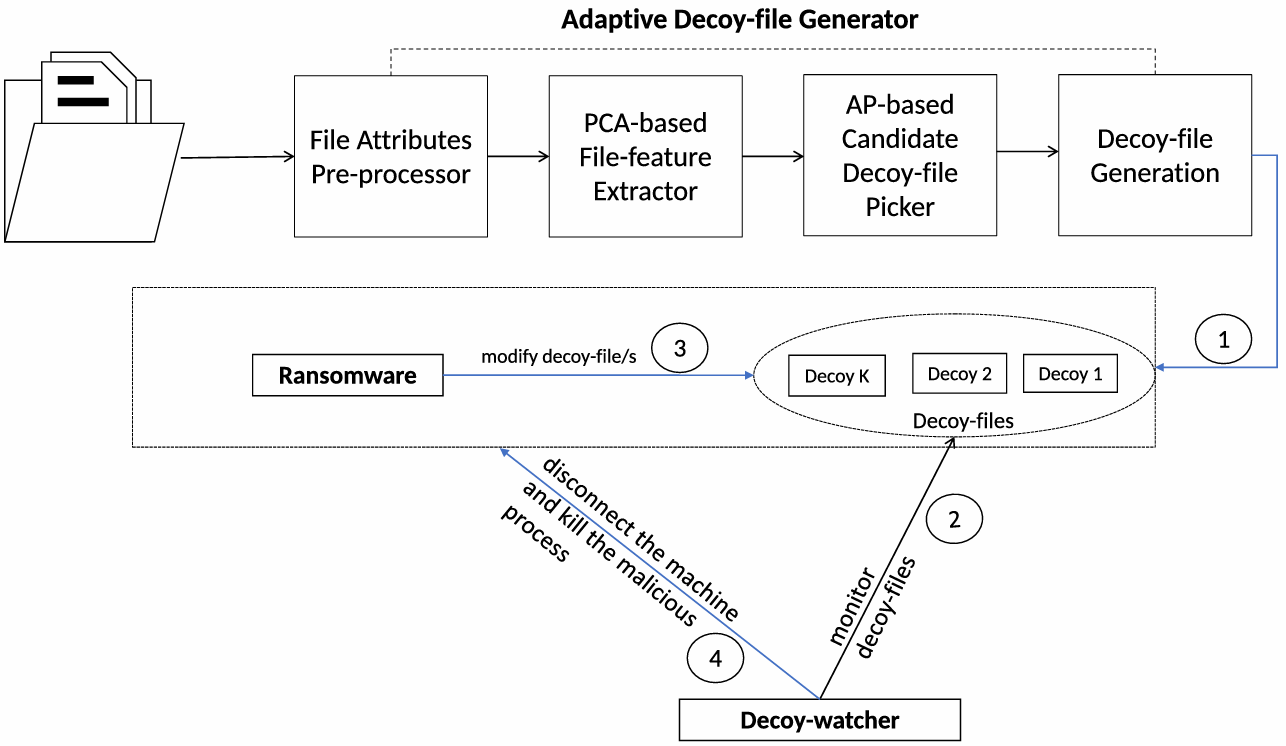 Adaptive Decoy-file Generator
File Attributes
Pre-processor
PCA-based
File-feature
Extractor
AP-based
Candidate
Decoy-file
Picker
Decoy-file
Generation
1
Ransomware
modify decoy-file/s
3
Decoy K
Decoy 2
Decoy 1
Decoy-files
disconnect the machine
and kill the malicious
process
4
monitor
decoy-files
2
Decoy-watcher